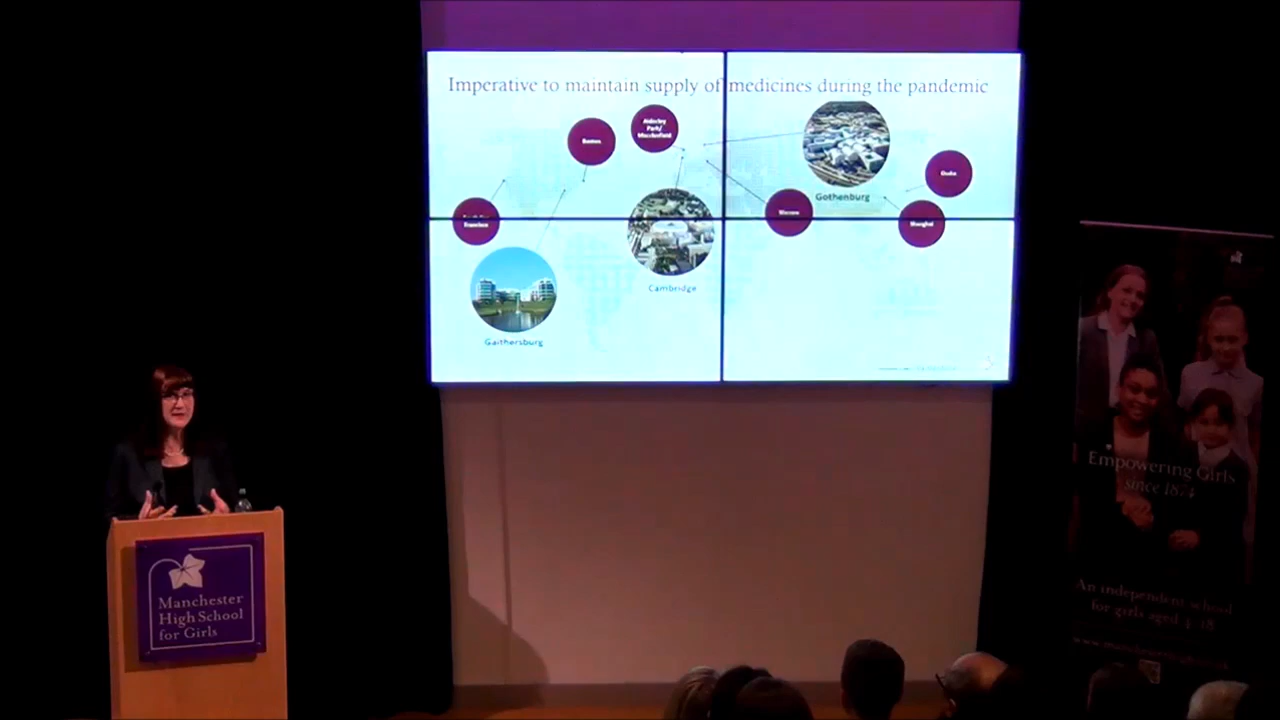 Imperative to maintain supply of medicines during the pandemic
Boston
Alderley
Park/
Macclesfield
Gothenburg
Osaka
Francisco
Warsaw
Shanghai
Cambridge
Gaithersburg
Manchester
High School
for Girls
Empowering Girls
since 1874
An independent school
for girls aged 4-18